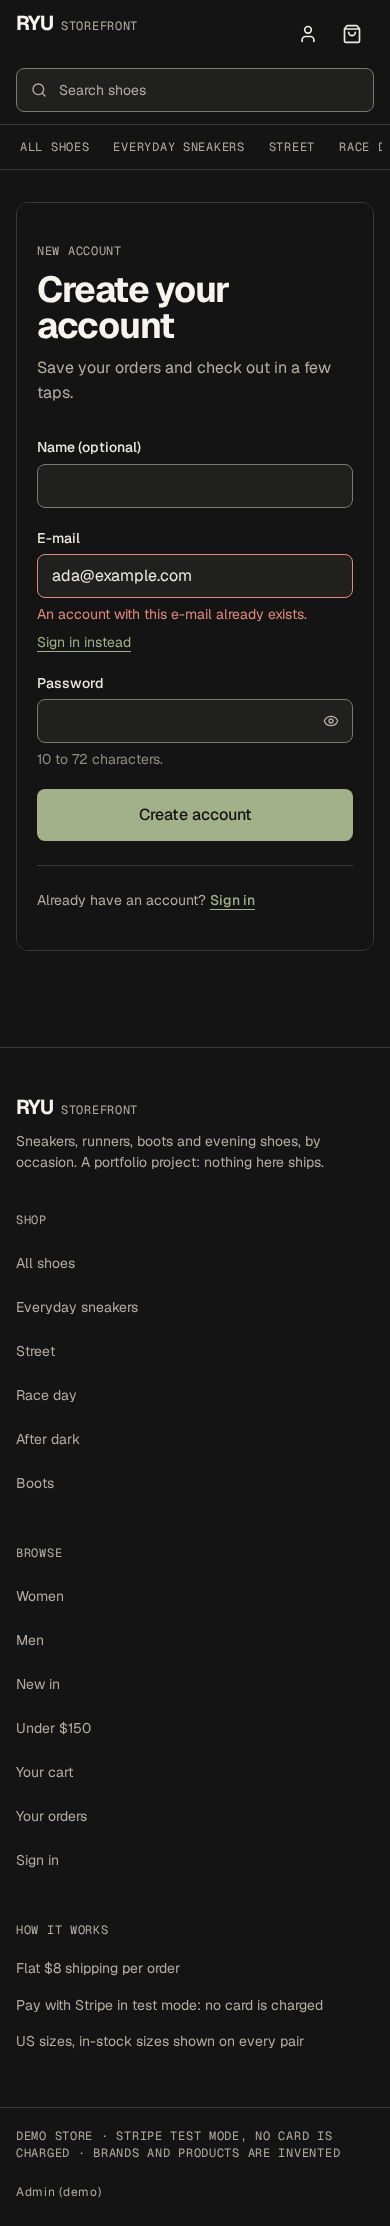 RYU STOREFRONT
Search shoes
ALL SHOES EVERYDAY SNEAKERS STREET RACE
NEW ACCOUNT
Create your
account
Save your orders and check out in a few
taps.
Name (optional)
E-mail
ada@example.com
An account with this e-mail already exists.
Sign in instead
Password
10 to 72 characters.
Create account
Already have an account? Sign in
RYU STOREFRONT
Sneakers, runners, boots and evening shoes, by
occasion. A portfolio project: nothing here ships.
SHOP
All shoes
Everyday sneakers
Street
Race day
After dark
Boots
BROWSE
Women
Men
New in
Under $150
Your cart
Your orders
Sign in
HOW IT WORKS
Flat $8 shipping per order
Pay with Stripe in test mode: no card is charged
US sizes, in-stock sizes shown on every pair
DEMO STORE · STRIPE TEST MODE, NO CARD IS
CHARGED · BRANDS AND PRODUCTS ARE INVENTED
Admin (demo)